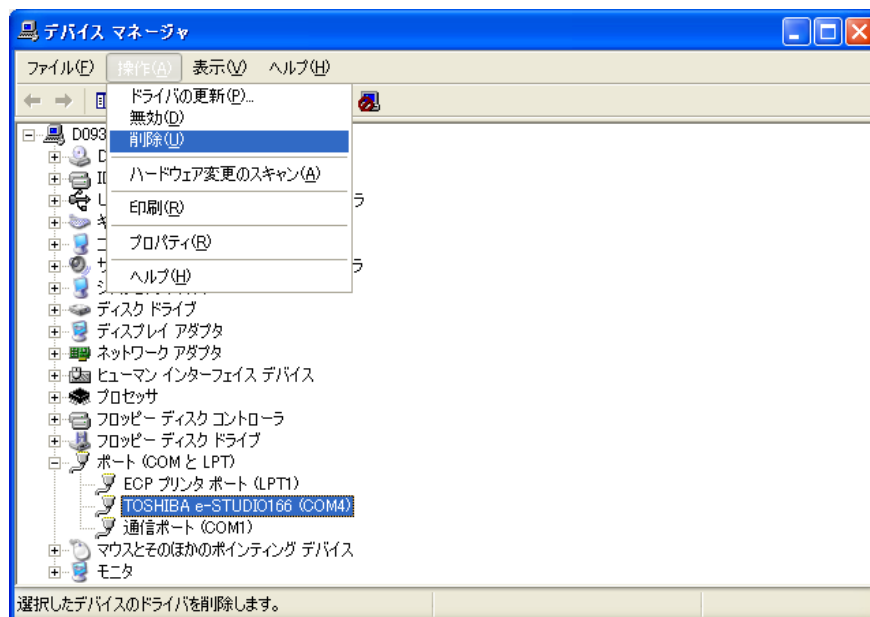 デバイス マネージャ
ファイル(F) 操作(A) 表示(V) ヘルプ(H)
ドライバの更新(P)...
無効(D)
削除(U)
ハードウェア変更のスキャン(A)
印刷(R)
プロパティ(R)
ヘルプ(H)
D093
ラ
ラ
ディスク ドライブ
ディスプレイ アダプタ
ネットワーク アダプタ
ヒューマン インターフェイス デバイス
プロセッサ
フロッピー ディスク コントローラ
フロッピー ディスク ドライブ
ポート (COM と LPT)
ECP プリンタ ポート (LPT1)
TOSHIBA e-STUDIO166 (COM4)
通信ポート (COM1)
マウスとそのほかのポインティング デバイス
モニタ
選択したデバイスのドライバを削除します。